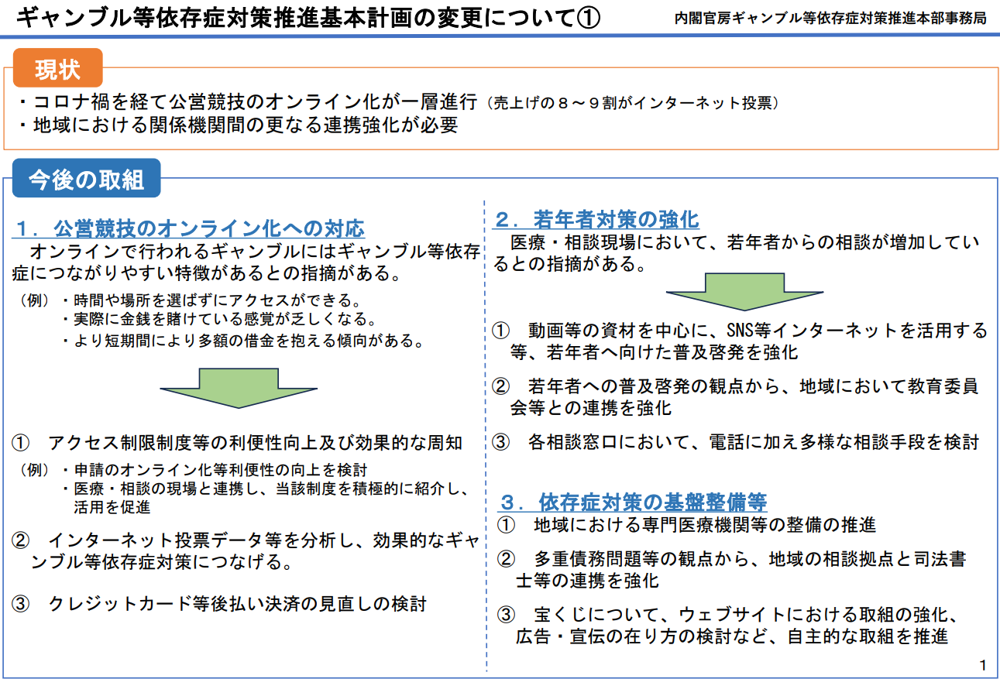 ギャンブル等依存症対策推進基本計画の変更について①
内閣官房ギャンブル等依存症対策推進本部事務局
現状
・コロナ禍を経て公営競技のオンライン化が一層進行（売上げの８～９割がインターネット投票）
・地域における関係機関間の更なる連携強化が必要
今後の取組
１．公営競技のオンライン化への対応
オンラインで行われるギャンブルにはギャンブル等依存
症につながりやすい特徴があるとの指摘がある。
（例）・時間や場所を選ばずにアクセスができる。
・実際に金銭を賭けている感覚が乏しくなる。
・より短期間により多額の借金を抱える傾向がある。
①　アクセス制限制度等の利便性向上及び効果的な周知
（例）・申請のオンライン化等利便性の向上を検討
・医療・相談の現場と連携し、当該制度を積極的に紹介し、
活用を促進
②　インターネット投票データ等を分析し、効果的なギャ
ンブル等依存症対策につなげる。
③　クレジットカード等後払い決済の見直しの検討
２．若年者対策の強化
医療・相談現場において、若年者からの相談が増加してい
るとの指摘がある。
①　動画等の資材を中心に、SNS等インターネットを活用する
等、若年者へ向けた普及啓発を強化
②　若年者への普及啓発の観点から、地域において教育委員
会等との連携を強化
③　各相談窓口において、電話に加え多様な相談手段を検討
３．依存症対策の基盤整備等
①　地域における専門医療機関等の整備の推進
②　多重債務問題等の観点から、地域の相談拠点と司法書
士等の連携を強化
③　宝くじについて、ウェブサイトにおける取組の強化、
広告・宣伝の在り方の検討など、自主的な取組を推進
1